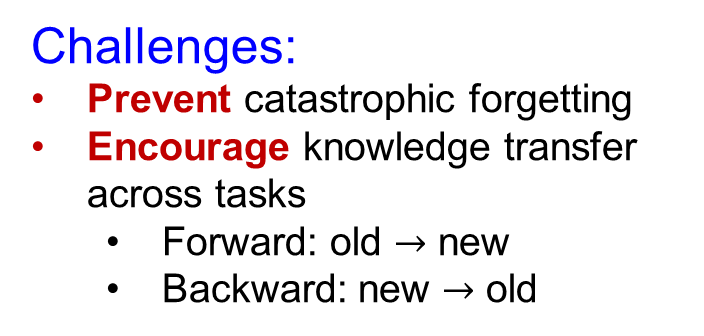 Challenges:
• Prevent catastrophic forgetting
• Encourage knowledge transfer
across tasks
• Forward: old → new
• Backward: new → old